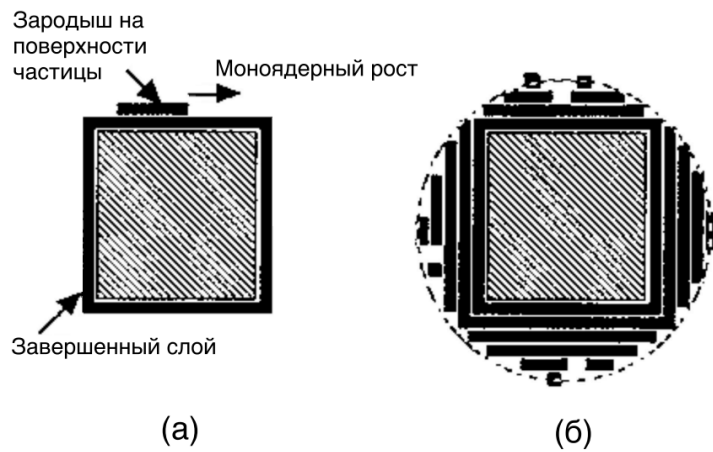 Зародыш на
поверхности
частицы
Моноядерный рост
Завершенный слой
(а)
(б)